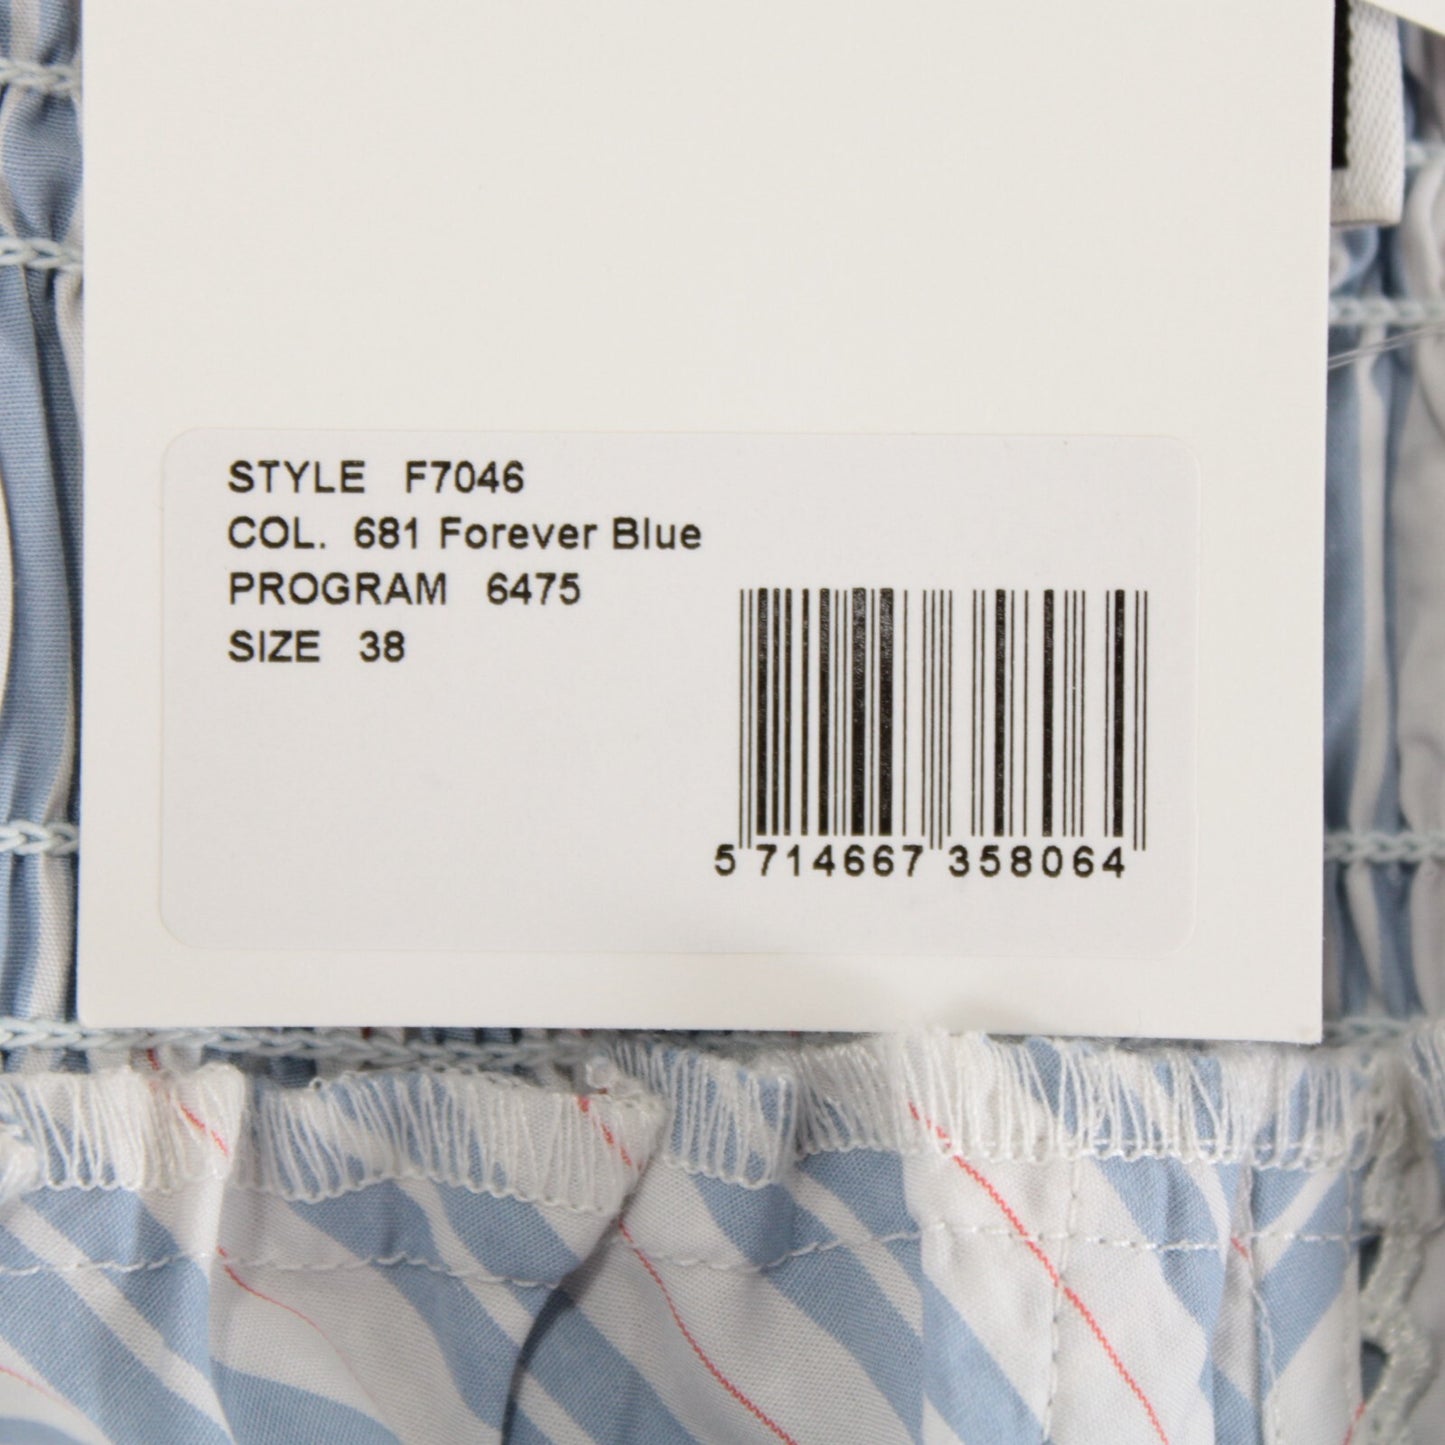 STYLE F7046
COL. 681 Forever Blue
PROGRAM 6475
SIZE 38
5 714667 358064